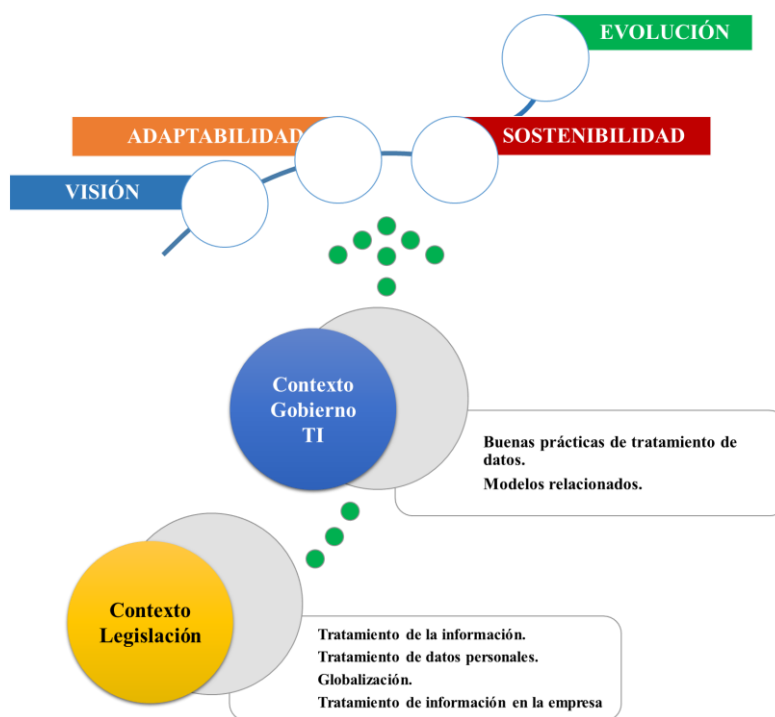 EVOLUCIÓN
ADAPTABILIDAD
SOSTENIBILIDAD
VISIÓN
Contexto
Gobierno
TI
Buenas prácticas de tratamiento de
datos.
Modelos relacionados.
Contexto
Legislación
Tratamiento de la información.
Tratamiento de datos personales.
Globalización.
Tratamiento de información en la empresa